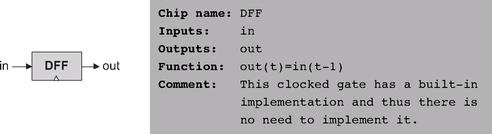 in DFF out
Chip name: DFF
Inputs: in
Outputs: out
Function: out(t)=in(t-1)
Comment: This clocked gate has a built-in
implementation and thus there is
no need to implement it.